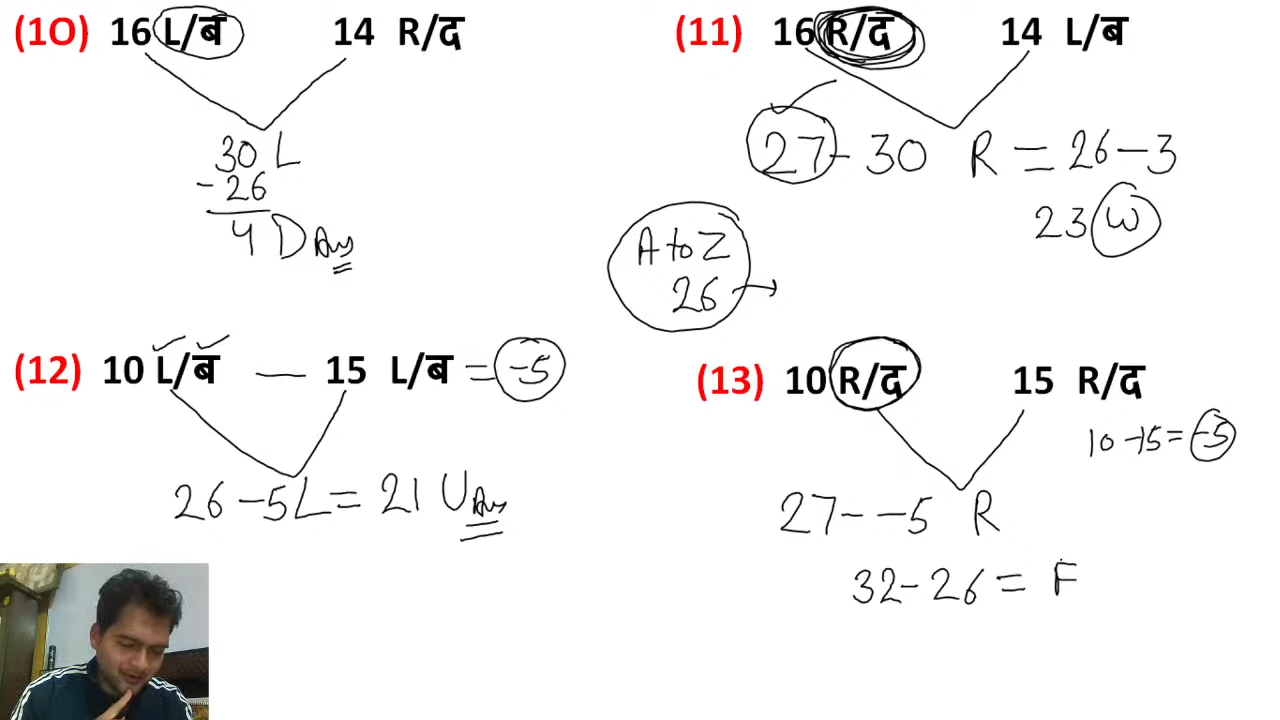 (10) 16 L/ब 14 R/द
30 L
- 26
4 D Ans
(11) 16 R/द 14 L/ब
27 - 30 R = 26 - 3
23 W
A to Z
26 →
(12) 10 L/ब — 15 L/ब = -5
26 - 5 L = 21 U Ans
(13) 10 R/द 15 R/द
10 - 15 = -5
27 - -5 R
32 - 26 = F